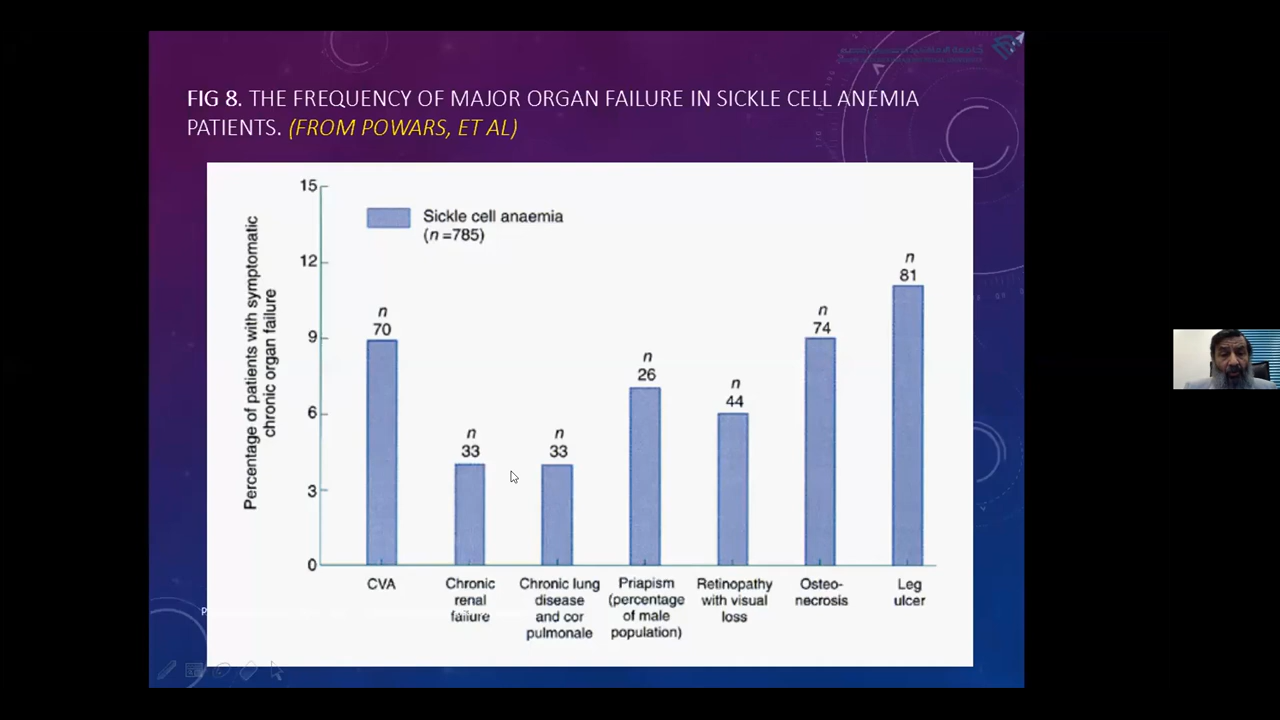 FIG 8. THE FREQUENCY OF MAJOR ORGAN FAILURE IN SICKLE CELL ANEMIA
PATIENTS. (FROM POWARS, ET AL)
Percentage of patients with symptomatic
chronic organ failure
15
12
9
6
3
0
Sickle cell anaemia
(n =785)
n
70
n
33
n
33
n
26
n
44
n
74
n
81
CVA
Chronic
renal
failure
Chronic lung
disease
and cor
pulmonale
Priapism
(percentage
of male
population)
Retinopathy
with visual
loss
Osteo-
necrosis
Leg
ulcer